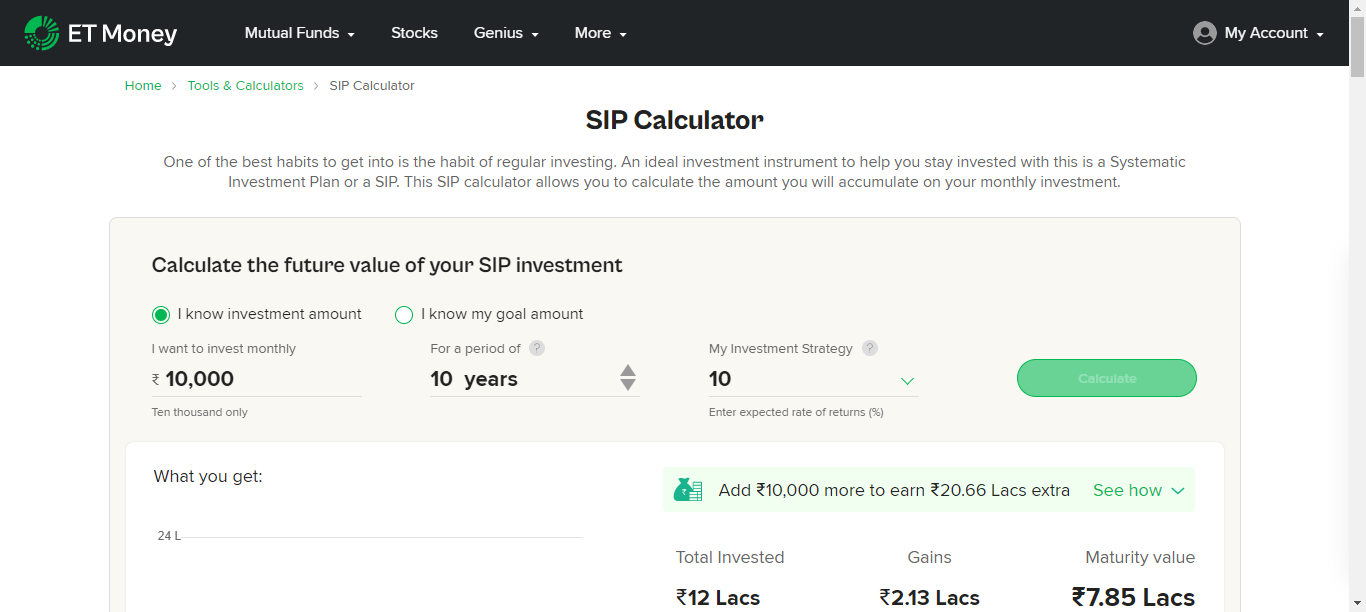 ET Money
Mutual Funds
Stocks
Genius
More
My Account
Home > Tools & Calculators > SIP Calculator
SIP Calculator
One of the best habits to get into is the habit of regular investing. An ideal investment instrument to help you stay invested with this is a Systematic
Investment Plan or a SIP. This SIP calculator allows you to calculate the amount you will accumulate on your monthly investment.
Calculate the future value of your SIP investment
I know investment amount
I know my goal amount
I want to invest monthly
₹ 10,000
Ten thousand only
For a period of ?
10 years
My Investment Strategy ?
10
Enter expected rate of returns (%)
Calculate
What you get:
24 L
Add ₹10,000 more to earn ₹20.66 Lacs extra
See how
Total Invested
₹12 Lacs
Gains
₹2.13 Lacs
Maturity value
₹7.85 Lacs